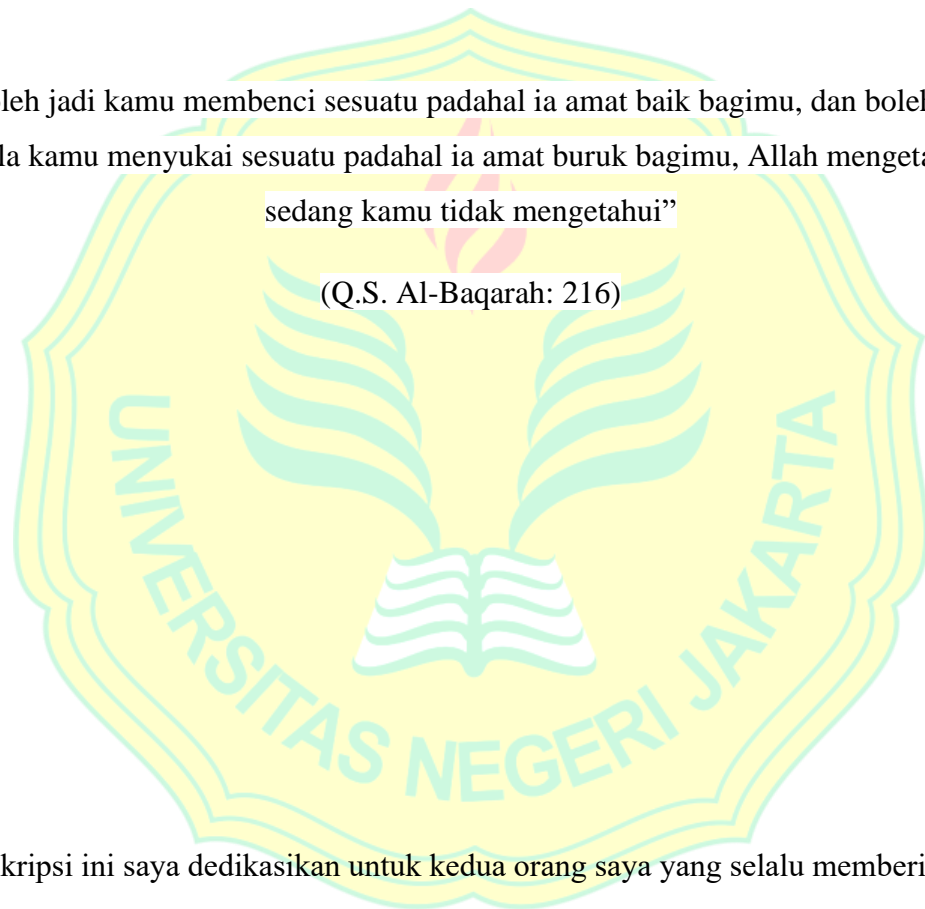 leh jadi kamu membenci sesuatu padahal ia amat baik bagimu, dan boleh
la kamu menyukai sesuatu padahal ia amat buruk bagimu, Allah mengeta
sedang kamu tidak mengetahui”
(Q.S. Al-Baqarah: 216)
UNIVERSITAS NEGERI JAKARTA
kripsi ini saya dedikasikan untuk kedua orang saya yang selalu memberi